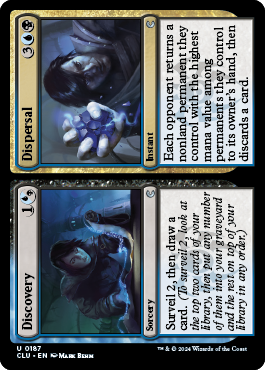 Discovery 1
Sorcery
Surveil 2, then draw a
card. (To surveil 2, look at
the top two cards of your
library, then put any number
of them into your graveyard
and the rest on top of your
library in any order.)
Dispersal 3
Instant
Each opponent returns a
nonland permanent they
control with the highest
mana value among
permanents they control
to its owner's hand, then
discards a card.
U 0187
CLU • EN Mark Behm
™ & © 2024 Wizards of the Coast